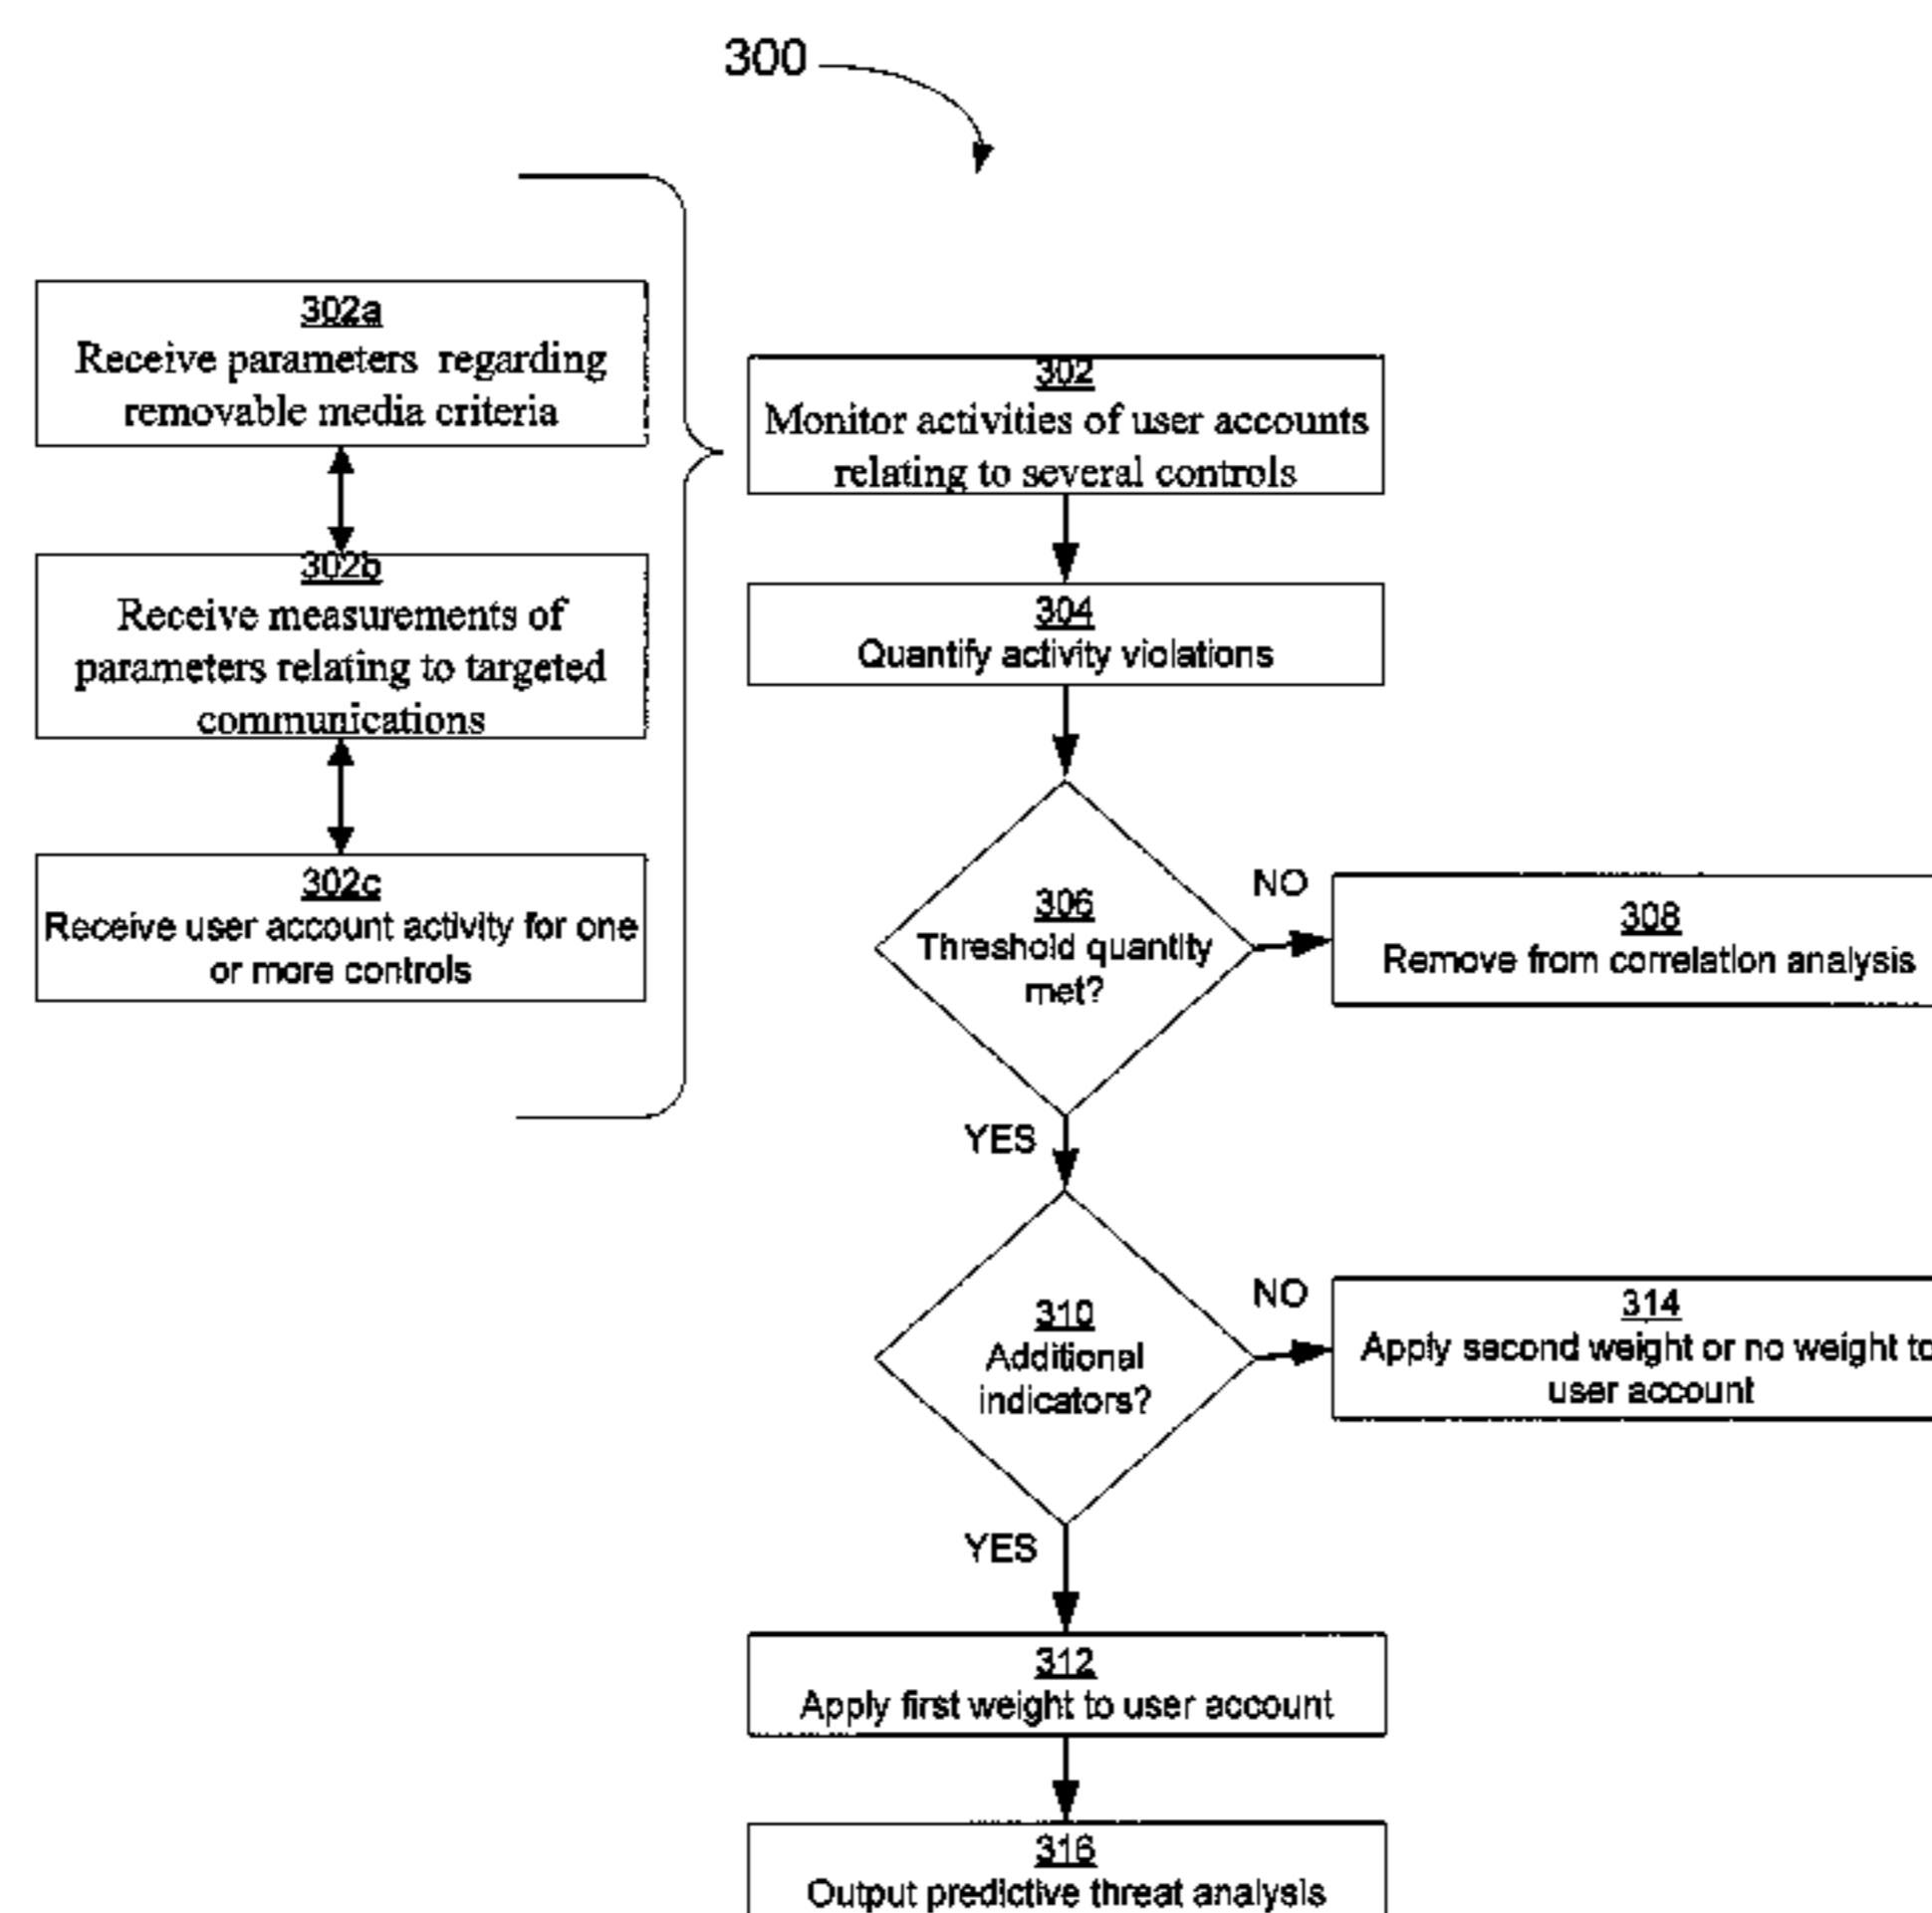 300
302a
Receive parameters regarding
removable media criteria
302b
Receive measurements of
parameters relating to targeted
communications
302c
Receive user account activity for one
or more controls
302
Monitor activities of user accounts
relating to several controls
304
Quantify activity violations
306
Threshold quantity
met?
NO
308
Remove from correlation analysis
YES
310
Additional
indicators?
NO
314
Apply second weight or no weight to
user account
YES
312
Apply first weight to user account
316
Output predictive threat analysis